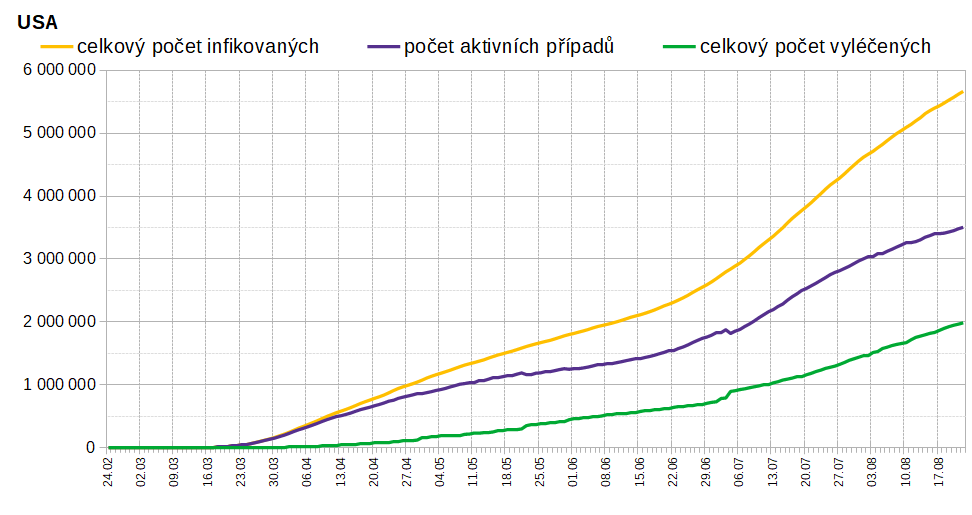 USA
celkový počet infikovaných počet aktivních případů celkový počet vyléčených
6 000 000
5 000 000
4 000 000
3 000 000
2 000 000
1 000 000
0
24.02 02.03 09.03 16.03 23.03 30.03 06.04 13.04 20.04 27.04 04.05 11.05 18.05 25.05 01.06 08.06 15.06 22.06 29.06 06.07 13.07 20.07 27.07 03.08 10.08 17.08